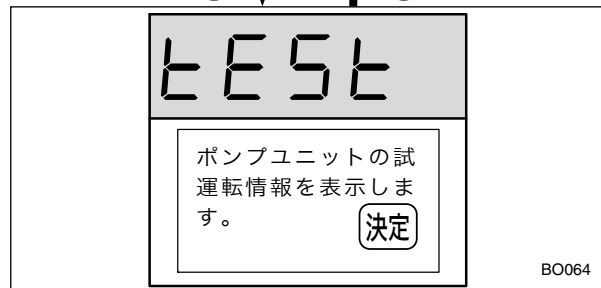 tESt
ポンプユニットの試
運転情報を表示しま
す。
決定
BO064